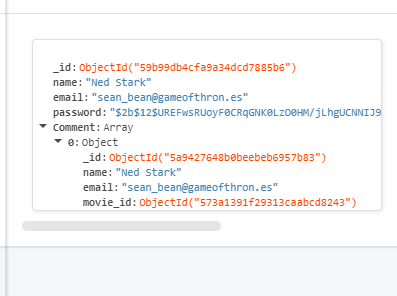 _id: ObjectId("59b99db4cfa9a34dcd7885b6")
name: "Ned Stark"
email: "sean_bean@gameofthron.es"
password: "$2b$12$UREFwsRUoyF0CRqGNK0LzO0HM/jLhgUCNNIJ9
Comment: Array
0: Object
_id: ObjectId("5a9427648b0beebeb6957b83")
name: "Ned Stark"
email: "sean_bean@gameofthron.es"
movie_id: ObjectId("573a1391f29313caabcd8243")